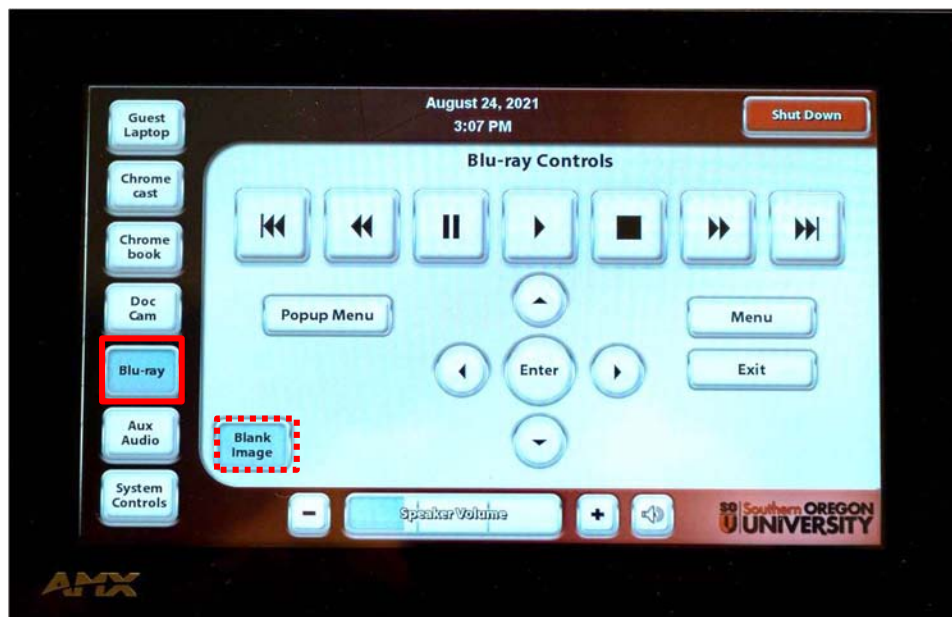 August 24, 2021
3:07 PM
Shut Down
Guest
Laptop
Chrome
cast
Chrome
book
Doc
Cam
Blu-ray
Aux
Audio
System
Controls
Blu-ray Controls
Popup Menu
Enter
Menu
Exit
Blank
Image
-
Speaker Volume
+
SO
U
Southern OREGON
UNIVERSITY
AMX